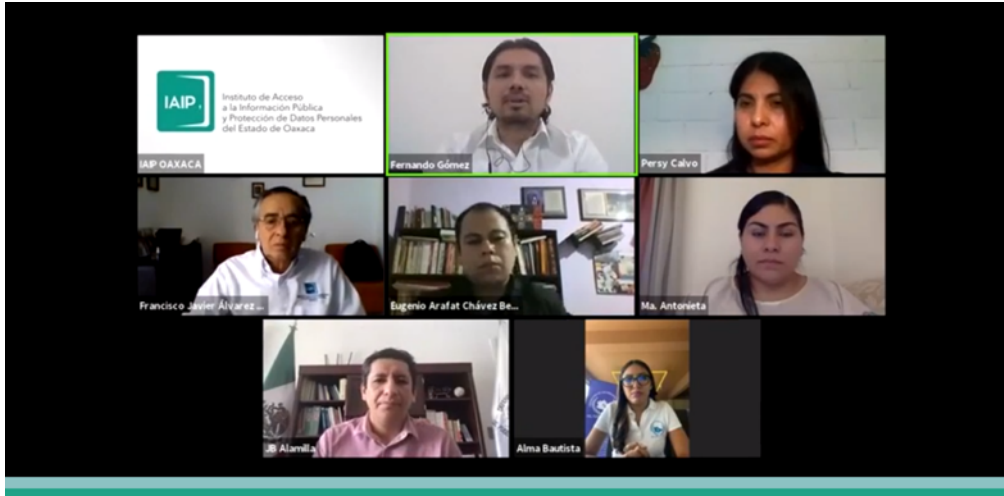 IAIP
Instituto de Acceso
a la Información Pública
y Protección de Datos Personales
del Estado de Oaxaca
IAIP OAXACA
Fernando Gómez
Persy Calvo
Francisco Javier Álvarez ...
Eugenio Arafat Chávez Be...
Ma. Antonieta
JB Alamilla
Alma Bautista